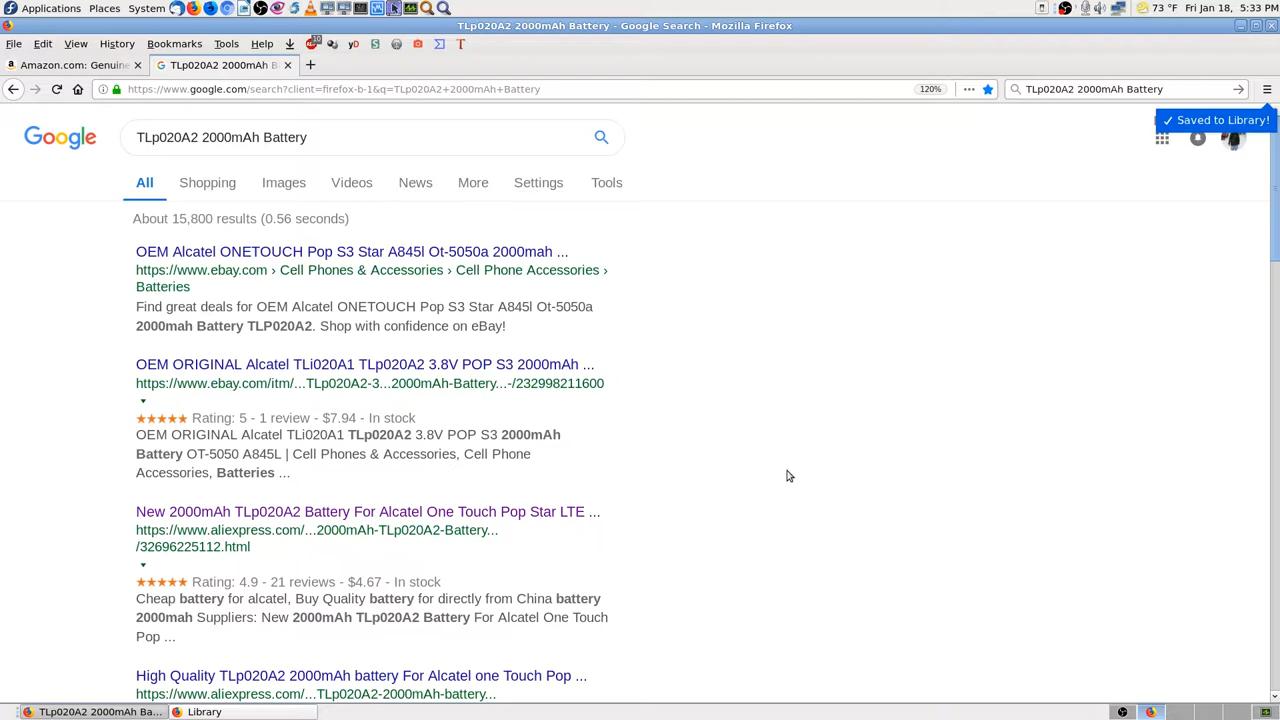 Applications Places System 73 °F Fri Jan 18, 5:33 PM
TLp020A2 2000mAh Battery - Google Search - Mozilla Firefox
File Edit View History Bookmarks Tools Help 10 yD S T
Amazon.com: Genuine TLp020A2 2000mAh B
https://www.google.com/search?client=firefox-b-1&q=TLp020A2+2000mAh+Battery 120% TLp020A2 2000mAh Battery
✓ Saved to Library!
Google TLp020A2 2000mAh Battery
All Shopping Images Videos News More Settings Tools
About 15,800 results (0.56 seconds)
OEM Alcatel ONETOUCH Pop S3 Star A845l Ot-5050a 2000mah ...
https://www.ebay.com › Cell Phones & Accessories › Cell Phone Accessories ›
Batteries
Find great deals for OEM Alcatel ONETOUCH Pop S3 Star A845l Ot-5050a
2000mah Battery TLP020A2. Shop with confidence on eBay!
OEM ORIGINAL Alcatel TLi020A1 TLp020A2 3.8V POP S3 2000mAh ...
https://www.ebay.com/itm/...TLp020A2-3...2000mAh-Battery...-/232998211600
★★★★★ Rating: 5 - 1 review - $7.94 - In stock
OEM ORIGINAL Alcatel TLi020A1 TLp020A2 3.8V POP S3 2000mAh
Battery OT-5050 A845L | Cell Phones & Accessories, Cell Phone
Accessories, Batteries ...
New 2000mAh TLp020A2 Battery For Alcatel One Touch Pop Star LTE ...
https://www.aliexpress.com/...2000mAh-TLp020A2-Battery...
/32696225112.html
★★★★★ Rating: 4.9 - 21 reviews - $4.67 - In stock
Cheap battery for alcatel, Buy Quality battery for directly from China battery
2000mah Suppliers: New 2000mAh TLp020A2 Battery For Alcatel One Touch
Pop ...
High Quality TLp020A2 2000mAh battery For Alcatel one Touch Pop ...
https://www.aliexpress.com/...TLp020A2-2000mAh-battery...
TLp020A2 2000mAh Ba... Library